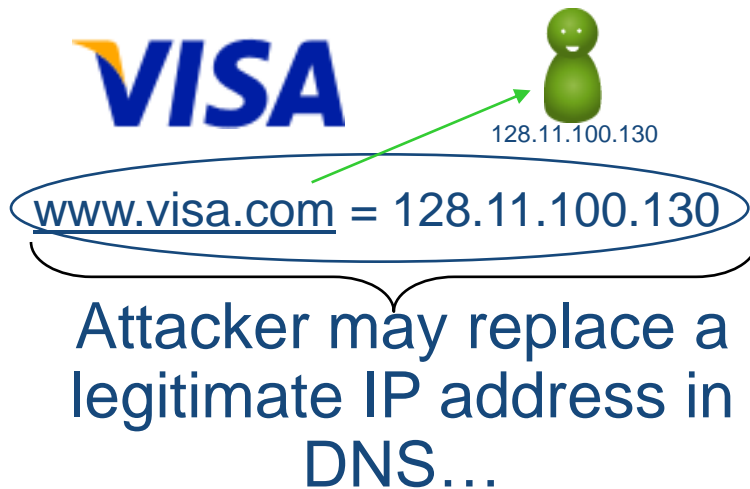 VISA
128.11.100.130
www.visa.com = 128.11.100.130
Attacker may replace a
legitimate IP address in
DNS…